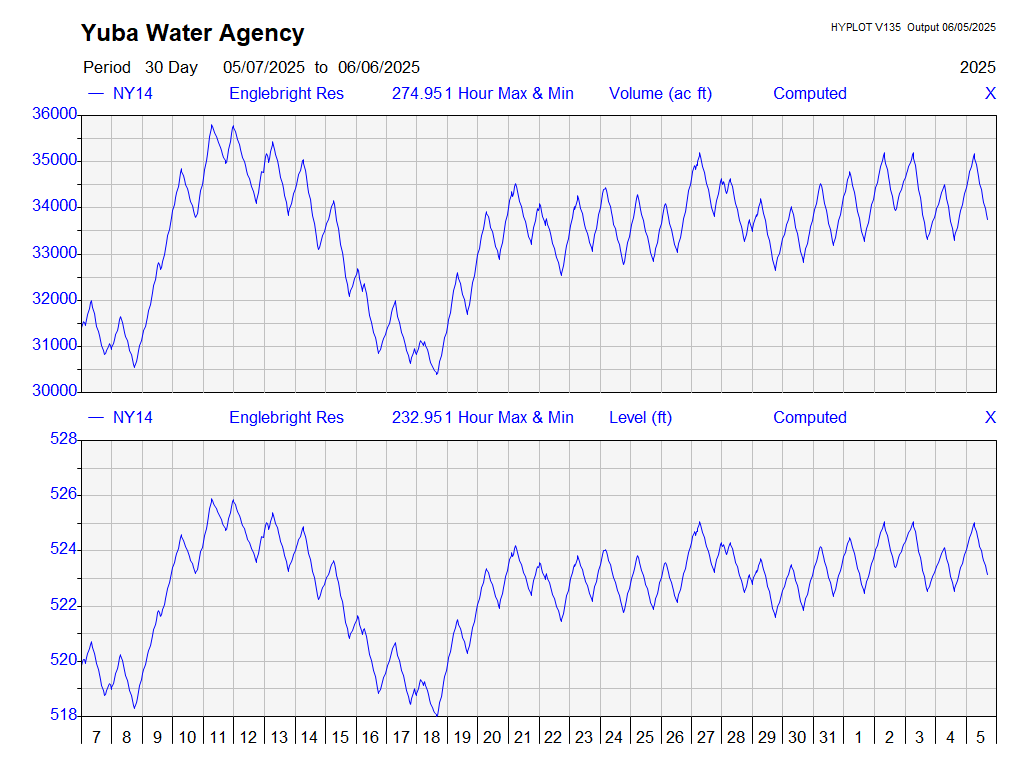 Yuba Water Agency
HYPLOT V135 Output 06/05/2025
Period 30 Day 05/07/2025 to 06/06/2025 2025
NY14 Englebright Res 274.951 Hour Max & Min Volume (ac ft) Computed X
36000
35000
34000
33000
32000
31000
30000
NY14 Englebright Res 232.951 Hour Max & Min Level (ft) Computed X
528
526
524
522
520
518
7 8 9 10 11 12 13 14 15 16 17 18 19 20 21 22 23 24 25 26 27 28 29 30 31 1 2 3 4 5